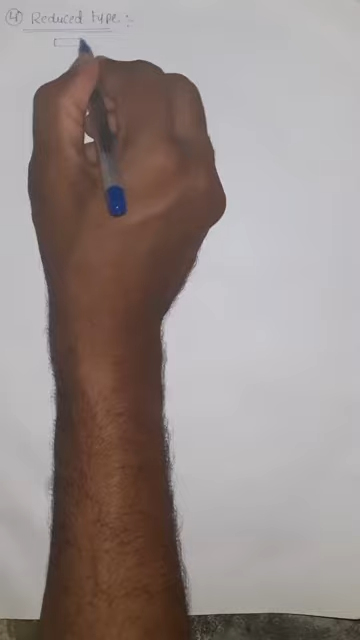 ④ Reduced type :-